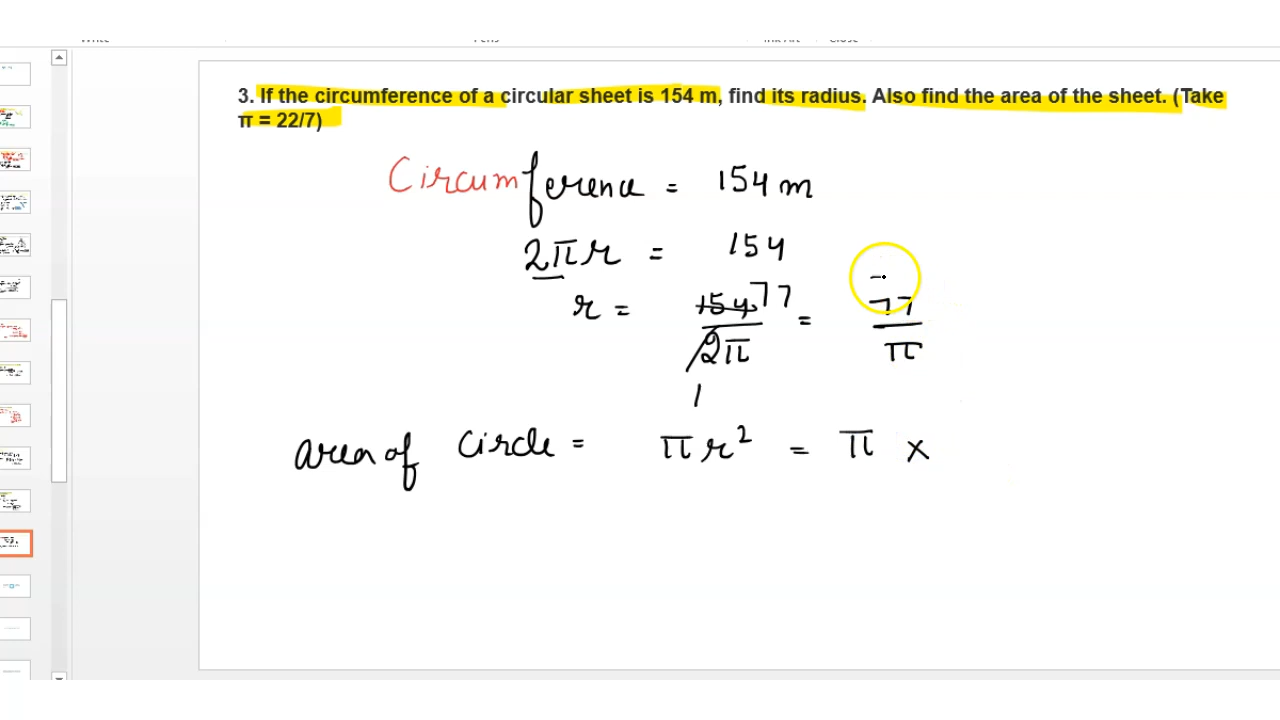 3. If the circumference of a circular sheet is 154 m, find its radius. Also find the area of the sheet. (Take
π = 22/7)
Circumference = 154 m
2πr = 154
r = 154 77 / 2π 1 = 77 / π
area of circle = πr² = π ×